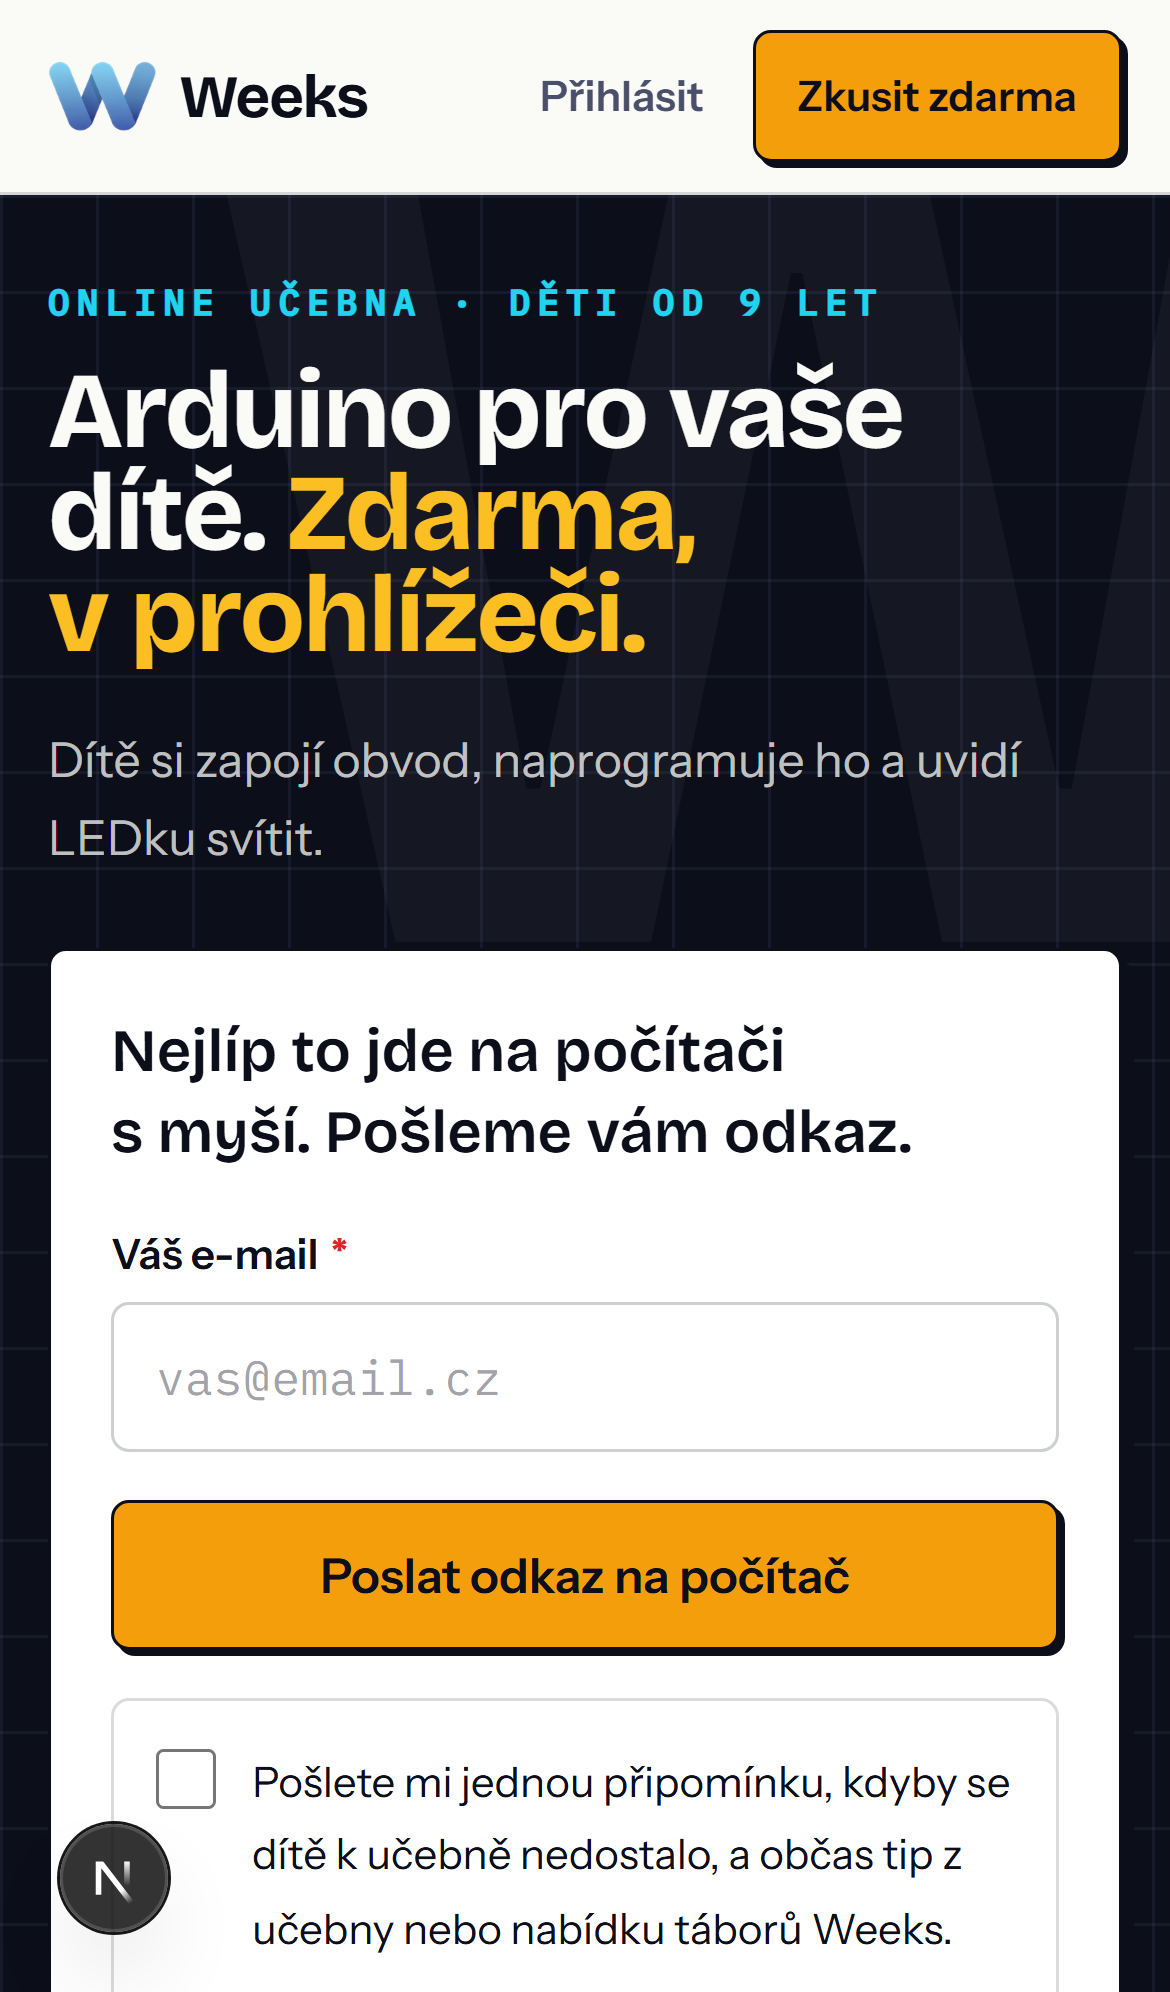 Weeks
Přihlásit
Zkusit zdarma
ONLINE UČEBNA · DĚTI OD 9 LET
Arduino pro vaše
dítě. Zdarma,
v prohlížeči.
Dítě si zapojí obvod, naprogramuje ho a uvidí
LEDku svítit.
Nejlíp to jde na počítači
s myší. Pošleme vám odkaz.
Váš e-mail *
vas@email.cz
Poslat odkaz na počítač
Pošlete mi jednou připomínku, kdyby se
dítě k učebně nedostalo, a občas tip z
učebny nebo nabídku táborů Weeks.
N